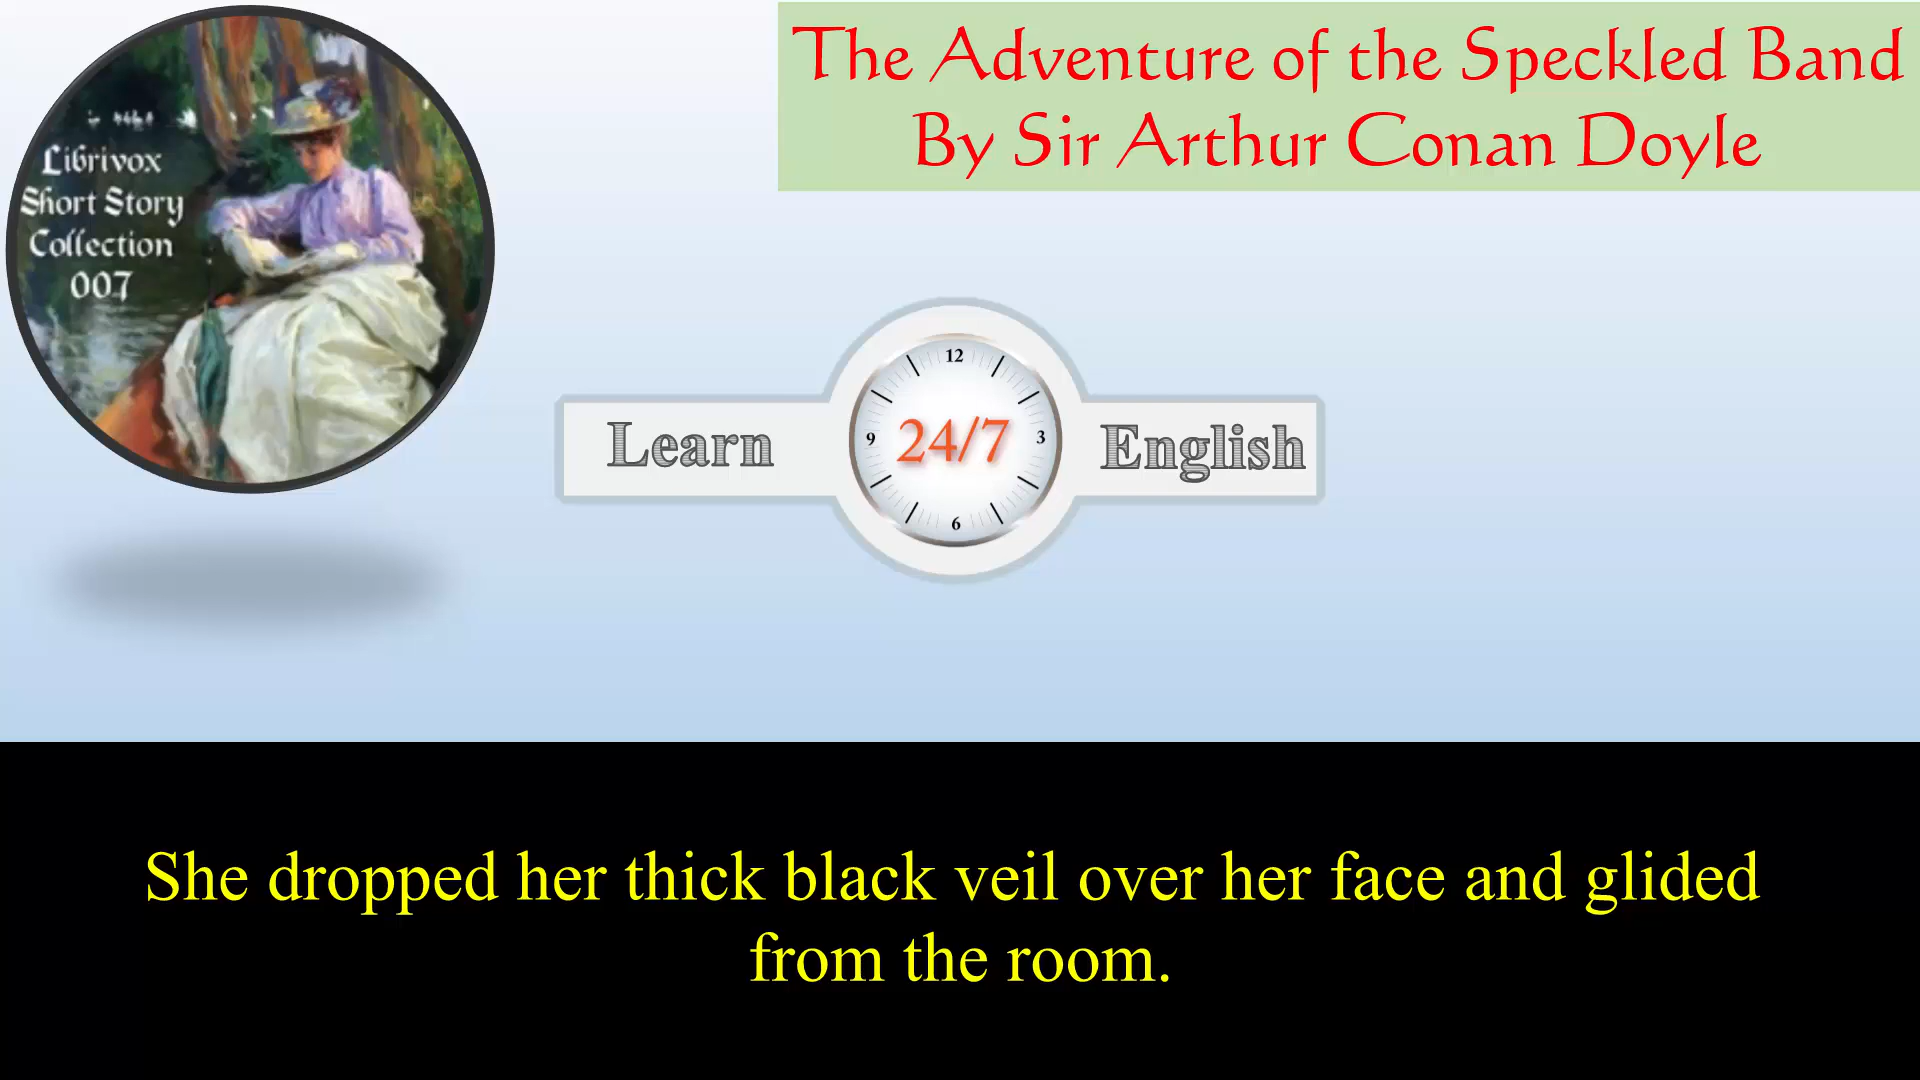 The Adventure of the Speckled Band
By Sir Arthur Conan Doyle
Librivox
Short Story
Collection
007
12
Learn
9
24/7
3
English
6
She dropped her thick black veil over her face and glided
from the room.